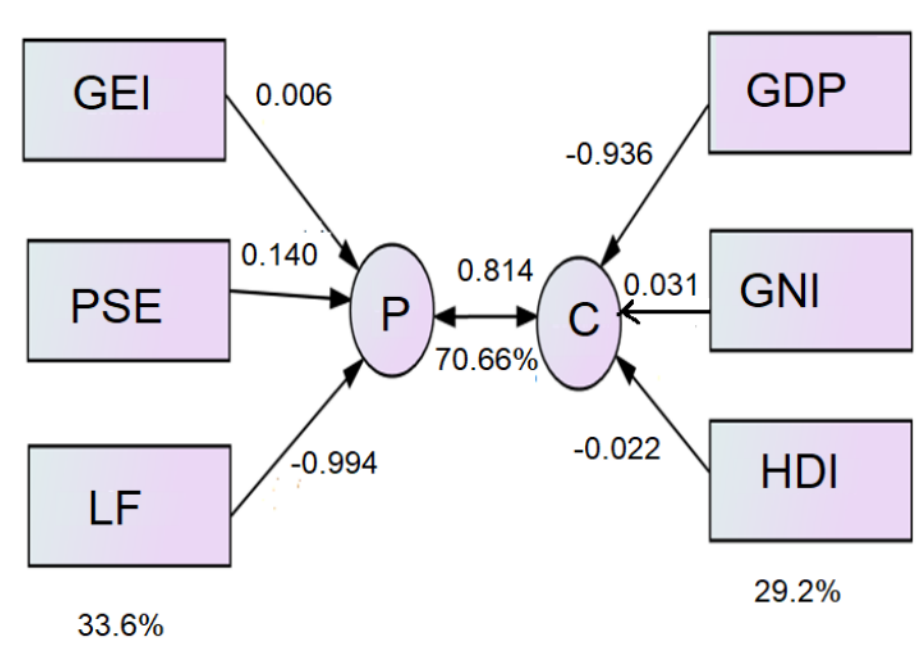 GEI
0.006
GDP
-0.936
PSE
0.140
P
0.814
70.66%
C
0.031
GNI
LF
-0.994
-0.022
HDI
33.6%
29.2%